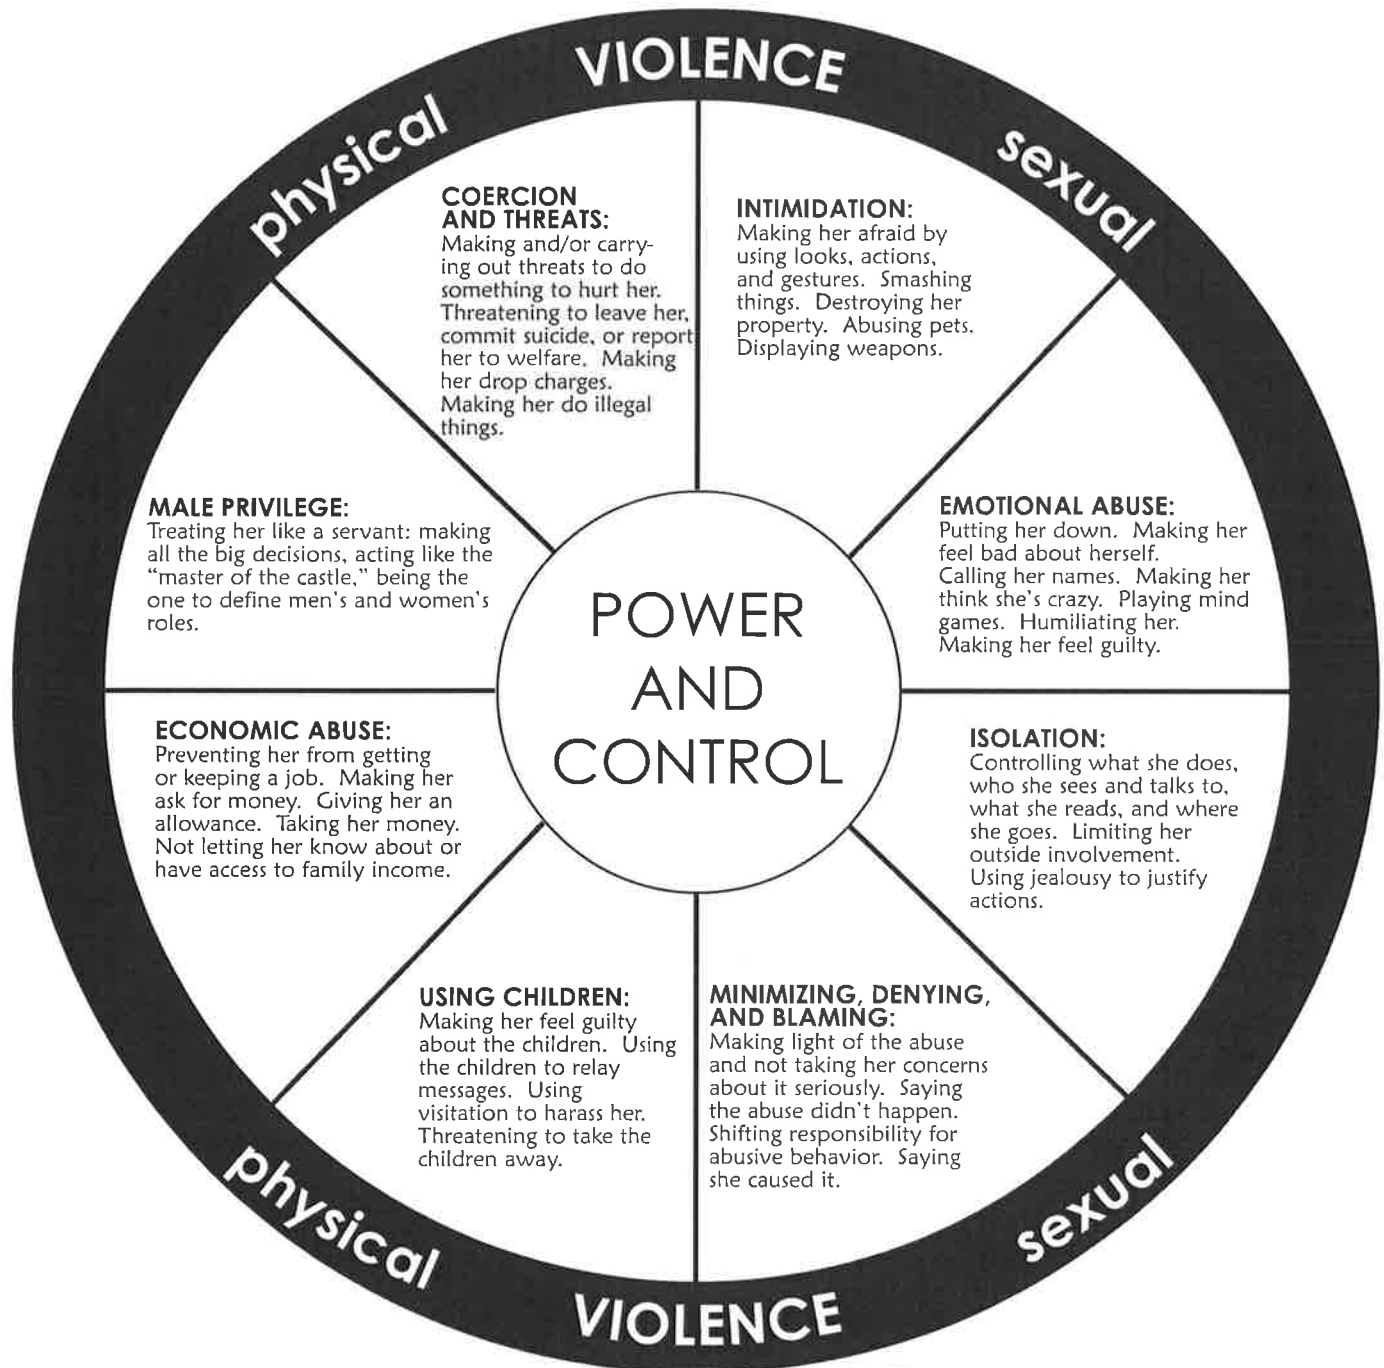 VIOLENCE
physical
sexual
COERCION
AND THREATS:
Making and/or carry-
ing out threats to do
something to hurt her.
Threatening to leave her,
commit suicide, or report
her to welfare. Making
her drop charges.
Making her do illegal
things.
INTIMIDATION:
Making her afraid by
using looks, actions,
and gestures. Smashing
things. Destroying her
property. Abusing pets.
Displaying weapons.
MALE PRIVILEGE:
Treating her like a servant: making
all the big decisions, acting like the
“master of the castle,” being the
one to define men's and women's
roles.
EMOTIONAL ABUSE:
Putting her down. Making her
feel bad about herself.
Calling her names. Making her
think she's crazy. Playing mind
games. Humiliating her.
Making her feel guilty.
POWER
AND
CONTROL
ECONOMIC ABUSE:
Preventing her from getting
or keeping a job. Making her
ask for money. Giving her an
allowance. Taking her money.
Not letting her know about or
have access to family income.
ISOLATION:
Controlling what she does,
who she sees and talks to,
what she reads, and where
she goes. Limiting her
outside involvement.
Using jealousy to justify
actions.
USING CHILDREN:
Making her feel guilty
about the children. Using
the children to relay
messages. Using
visitation to harass her.
Threatening to take the
children away.
MINIMIZING, DENYING,
AND BLAMING:
Making light of the abuse
and not taking her concerns
about it seriously. Saying
the abuse didn't happen.
Shifting responsibility for
abusive behavior. Saying
she caused it.
physical
sexual
VIOLENCE